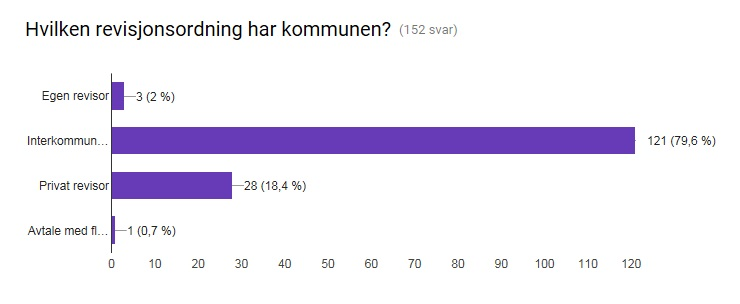 Hvilken revisjonsordning har kommunen? (152 svar)
Egen revisor 3 (2 %)
Interkommun... 121 (79,6 %)
Privat revisor 28 (18,4 %)
Avtale med fl... 1 (0,7 %)
0 10 20 30 40 50 60 70 80 90 100 110 120